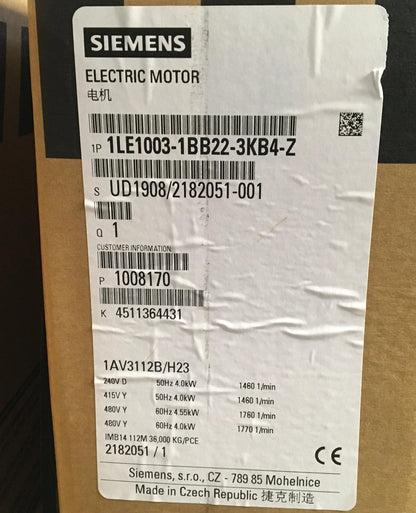 SIEMENS
ELECTRIC MOTOR
电机
1P 1LE1003-1BB22-3KB4-Z
S UD1908/2182051-001
Q 1
CUSTOMER INFORMATION:
P 1008170
K 4511364431
1AV3112B/H23
240V D 50Hz 4.0kW 1460 1/min
415V Y 50Hz 4.0kW 1460 1/min
480V Y 60Hz 4.55kW 1760 1/min
480V Y 60Hz 4.0kW 1770 1/min
IMB14 112M 36,000 KG/PCE
2182051 / 1
CE
Siemens, s.r.o., CZ - 789 85 Mohelnice
Made in Czech Republic 捷克制造